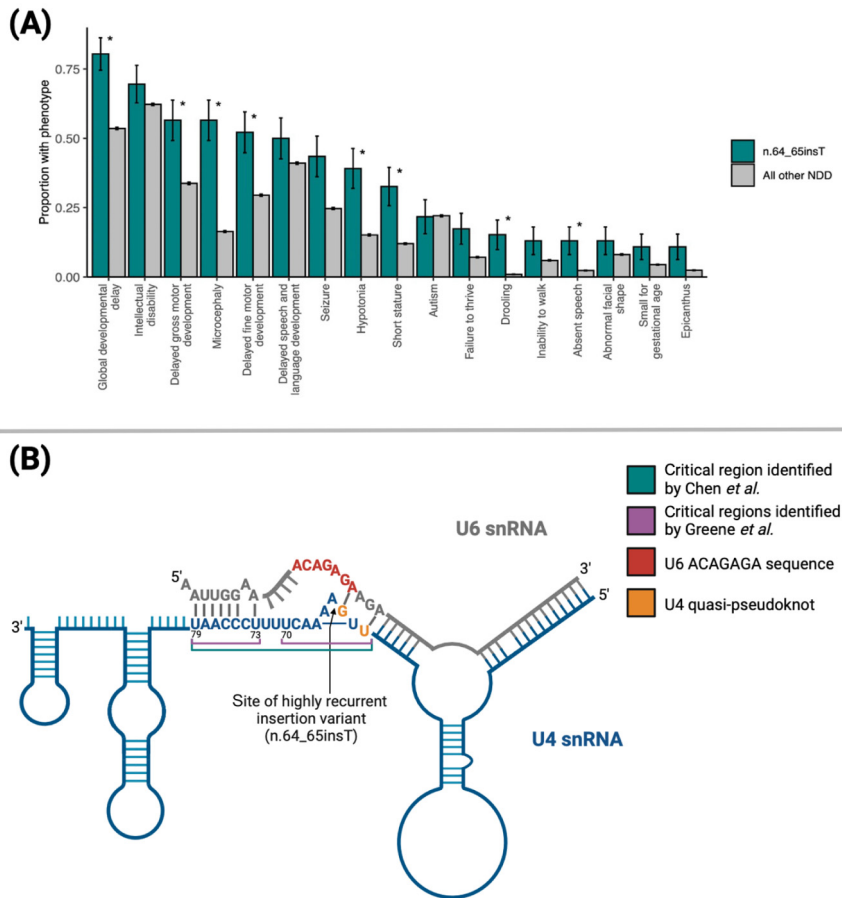 (A)
Proportion with phenotype
0.75
0.50
0.25
0.00
* * * * * * * *
n.64_65insT
All other NDD
Global developmental
delay
Intellectual
disability
Delayed gross motor
development
Microcephaly
Delayed fine motor
development
Delayed speech and
language development
Seizure
Hypotonia
Short stature
Autism
Failure to thrive
Drooling
Inability to walk
Absent speech
Abnormal facial
shape
Small for
gestational age
Epicanthus
(B)
Critical region identified
by Chen et al.
Critical regions identified
by Greene et al.
U6 ACAGAGA sequence
U4 quasi-pseudoknot
U6 snRNA
3'
5'
5'
AAUUGGAA
ACAGAGA
AGA
3'
UAACCCUUUUCAA
AA
G
U
U
79
73
70
Site of highly recurrent
insertion variant
(n.64_65insT)
U4 snRNA